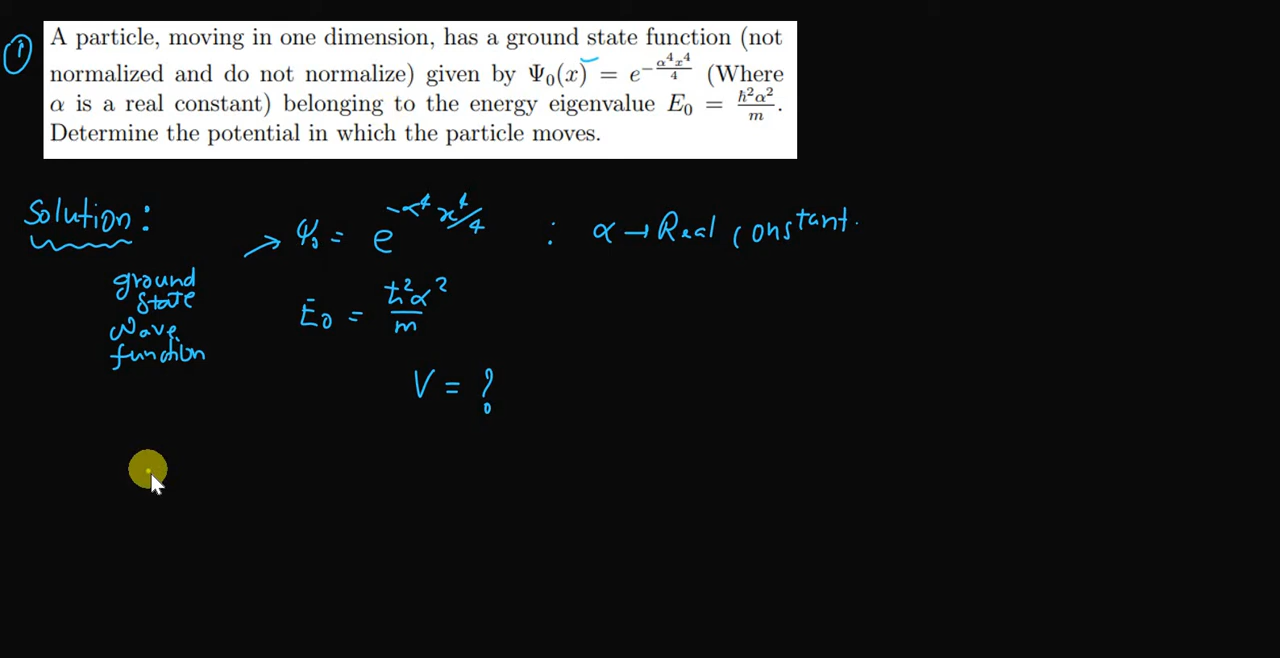 ①
A particle, moving in one dimension, has a ground state function (not
normalized and do not normalize) given by Ψ₀(x) = e^{-α⁴x⁴/4} (Where
α is a real constant) belonging to the energy eigenvalue E₀ = ħ²α²/m.
Determine the potential in which the particle moves.
Solution:
→ ψ₀ = e^{-α⁴x⁴/4} : α → Real constant.
ground
state
wave
function
E₀ = ħ²α²/m
V = ?